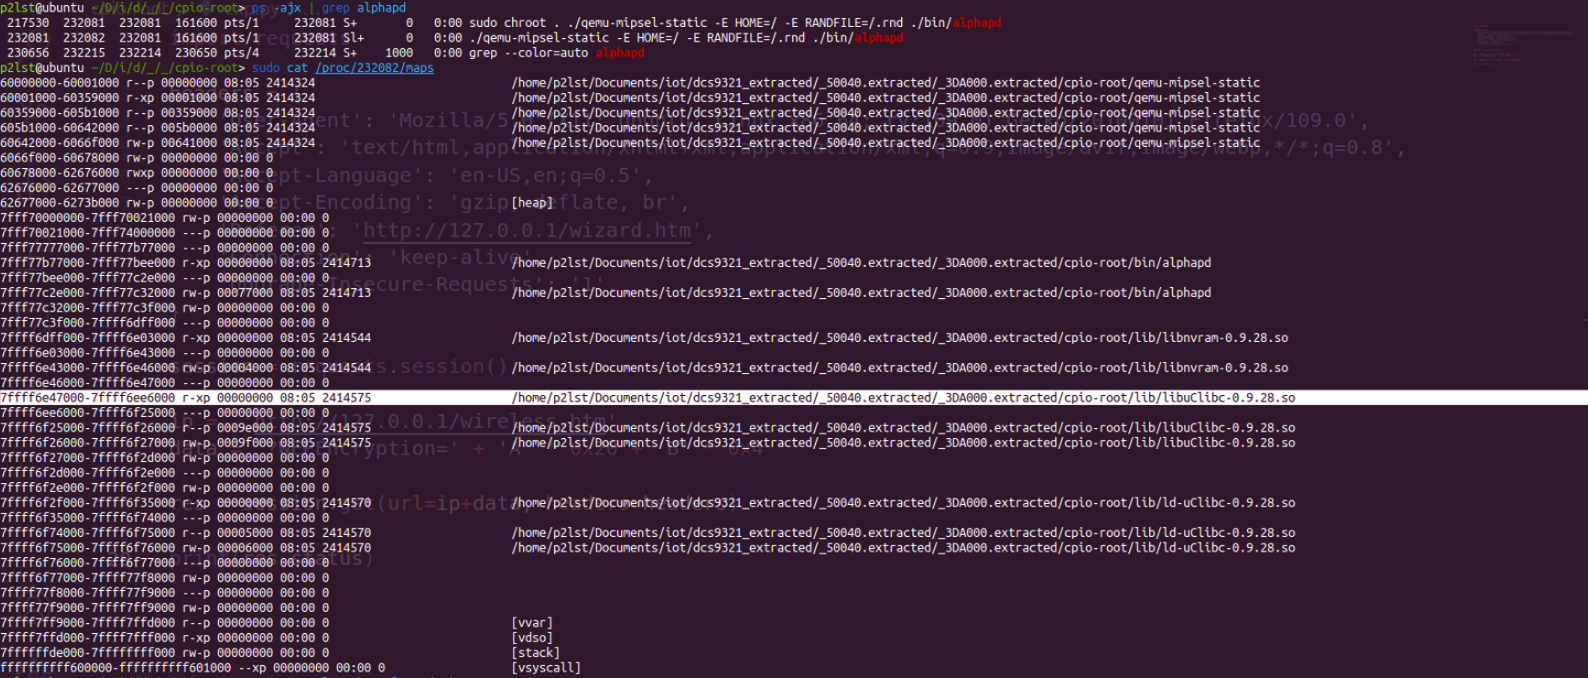 p2lst@ubuntu ~/D/i/d/_/_/cpio-root> ps -ajx | grep alphapd
217530 232081 232081 161600 pts/1 232081 S+ 0 0:00 sudo chroot . ./qemu-mipsel-static -E HOME=/ -E RANDFILE=/.rnd ./bin/alphapd
232081 232082 232081 161600 pts/1 232081 Sl+ 0 0:00 ./qemu-mipsel-static -E HOME=/ -E RANDFILE=/.rnd ./bin/alphapd
230656 232215 232214 230650 pts/4 232214 S+ 1000 0:00 grep --color=auto alphapd
p2lst@ubuntu ~/D/i/d/_/_/cpio-root> sudo cat /proc/232082/maps
60000000-60001000 r--p 00000000 08:05 2414324 /home/p2lst/Documents/iot/dcs9321_extracted/_50040.extracted/_3DA000.extracted/cpio-root/qemu-mipsel-static
60001000-60359000 r-xp 00001000 08:05 2414324 /home/p2lst/Documents/iot/dcs9321_extracted/_50040.extracted/_3DA000.extracted/cpio-root/qemu-mipsel-static
60359000-605b1000 r--p 00359000 08:05 2414324 /home/p2lst/Documents/iot/dcs9321_extracted/_50040.extracted/_3DA000.extracted/cpio-root/qemu-mipsel-static
605b1000-60642000 r--p 005b0000 08:05 2414324 /home/p2lst/Documents/iot/dcs9321_extracted/_50040.extracted/_3DA000.extracted/cpio-root/qemu-mipsel-static
60642000-6066f000 rw-p 00641000 08:05 2414324 /home/p2lst/Documents/iot/dcs9321_extracted/_50040.extracted/_3DA000.extracted/cpio-root/qemu-mipsel-static
6066f000-60678000 rw-p 00000000 00:00 0
60678000-62676000 rwxp 00000000 00:00 0
62676000-62677000 ---p 00000000 00:00 0
62677000-6273b000 rw-p 00000000 00:00 0 [heap]
7fff70000000-7fff70021000 rw-p 00000000 00:00 0
7fff70021000-7fff74000000 ---p 00000000 00:00 0
7fff77777000-7fff77b77000 ---p 00000000 00:00 0
7fff77b77000-7fff77bee000 r-xp 00000000 08:05 2414713 /home/p2lst/Documents/iot/dcs9321_extracted/_50040.extracted/_3DA000.extracted/cpio-root/bin/alphapd
7fff77bee000-7fff77c2e000 ---p 00000000 00:00 0
7fff77c2e000-7fff77c32000 rw-p 00077000 08:05 2414713 /home/p2lst/Documents/iot/dcs9321_extracted/_50040.extracted/_3DA000.extracted/cpio-root/bin/alphapd
7fff77c32000-7fff77c3f000 rw-p 00000000 00:00 0
7fff77c3f000-7ffff6dff000 ---p 00000000 00:00 0
7ffff6dff000-7ffff6e03000 r-xp 00000000 08:05 2414544 /home/p2lst/Documents/iot/dcs9321_extracted/_50040.extracted/_3DA000.extracted/cpio-root/lib/libnvram-0.9.28.so
7ffff6e03000-7ffff6e43000 ---p 00000000 00:00 0
7ffff6e43000-7ffff6e46000 rw-p 00004000 08:05 2414544 /home/p2lst/Documents/iot/dcs9321_extracted/_50040.extracted/_3DA000.extracted/cpio-root/lib/libnvram-0.9.28.so
7ffff6e46000-7ffff6e47000 ---p 00000000 00:00 0
7ffff6e47000-7ffff6ee6000 r-xp 00000000 08:05 2414575 /home/p2lst/Documents/iot/dcs9321_extracted/_50040.extracted/_3DA000.extracted/cpio-root/lib/libuClibc-0.9.28.so
7ffff6ee6000-7ffff6f25000 ---p 00000000 00:00 0
7ffff6f25000-7ffff6f26000 r--p 0009e000 08:05 2414575 /home/p2lst/Documents/iot/dcs9321_extracted/_50040.extracted/_3DA000.extracted/cpio-root/lib/libuClibc-0.9.28.so
7ffff6f26000-7ffff6f27000 rw-p 0009f000 08:05 2414575 /home/p2lst/Documents/iot/dcs9321_extracted/_50040.extracted/_3DA000.extracted/cpio-root/lib/libuClibc-0.9.28.so
7ffff6f27000-7ffff6f2d000 rw-p 00000000 00:00 0
7ffff6f2d000-7ffff6f2e000 ---p 00000000 00:00 0
7ffff6f2e000-7ffff6f2f000 rw-p 00000000 00:00 0
7ffff6f2f000-7ffff6f35000 r-xp 00000000 08:05 2414570 /home/p2lst/Documents/iot/dcs9321_extracted/_50040.extracted/_3DA000.extracted/cpio-root/lib/ld-uClibc-0.9.28.so
7ffff6f35000-7ffff6f74000 ---p 00000000 00:00 0
7ffff6f74000-7ffff6f75000 r--p 00005000 08:05 2414570 /home/p2lst/Documents/iot/dcs9321_extracted/_50040.extracted/_3DA000.extracted/cpio-root/lib/ld-uClibc-0.9.28.so
7ffff6f75000-7ffff6f76000 rw-p 00006000 08:05 2414570 /home/p2lst/Documents/iot/dcs9321_extracted/_50040.extracted/_3DA000.extracted/cpio-root/lib/ld-uClibc-0.9.28.so
7ffff6f76000-7ffff6f77000 ---p 00000000 00:00 0
7ffff6f77000-7ffff77f8000 rw-p 00000000 00:00 0
7ffff77f8000-7ffff77f9000 ---p 00000000 00:00 0
7ffff77f9000-7ffff7ff9000 rw-p 00000000 00:00 0
7ffff7ff9000-7ffff7ffd000 r--p 00000000 00:00 0 [vvar]
7ffff7ffd000-7ffff7fff000 r-xp 00000000 00:00 0 [vdso]
7ffffffde000-7ffffffff000 rw-p 00000000 00:00 0 [stack]
ffffffffff600000-ffffffffff601000 --xp 00000000 00:00 0 [vsyscall]